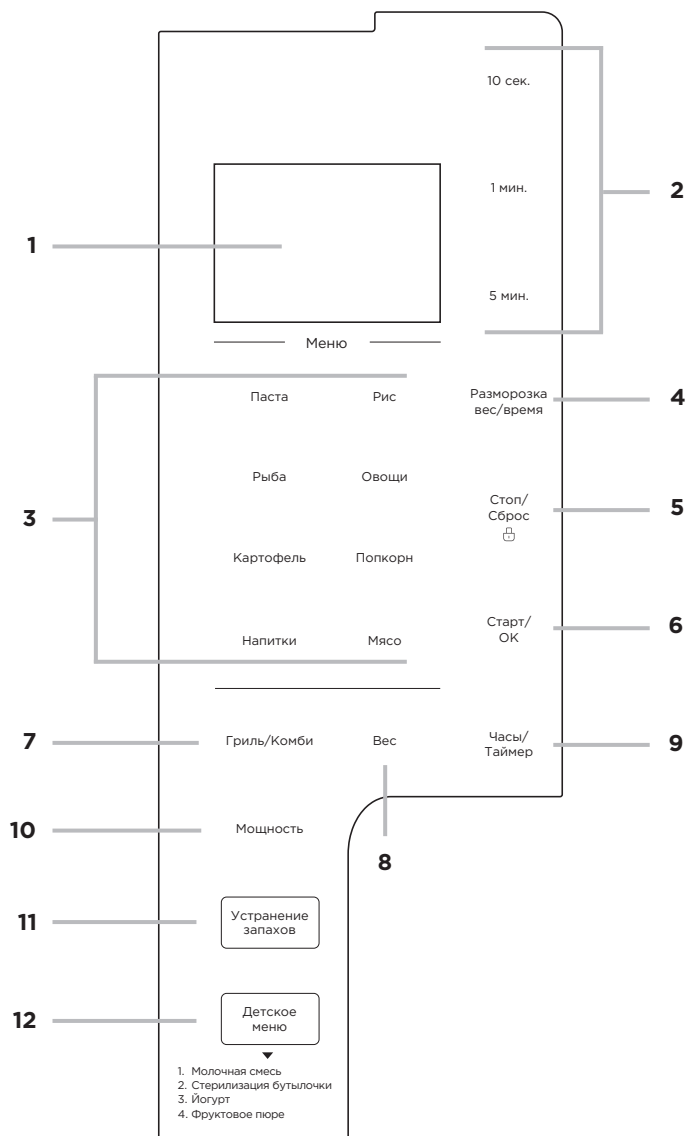 10 сек.
1 мин.
2
1
5 мин.
Меню
Паста
Рис
Разморозка
вес/время
4
Рыба
Овощи
3
Стоп/
Сброс
5
Картофель
Попкорн
Напитки
Мясо
Старт/
ОК
6
7
Гриль/Комби
Вес
Часы/
Таймер
9
10
Мощность
8
11
Устранение
запахов
12
Детское
меню
1. Молочная смесь
2. Стерилизация бутылочки
3. Йогурт
4. Фруктовое пюре